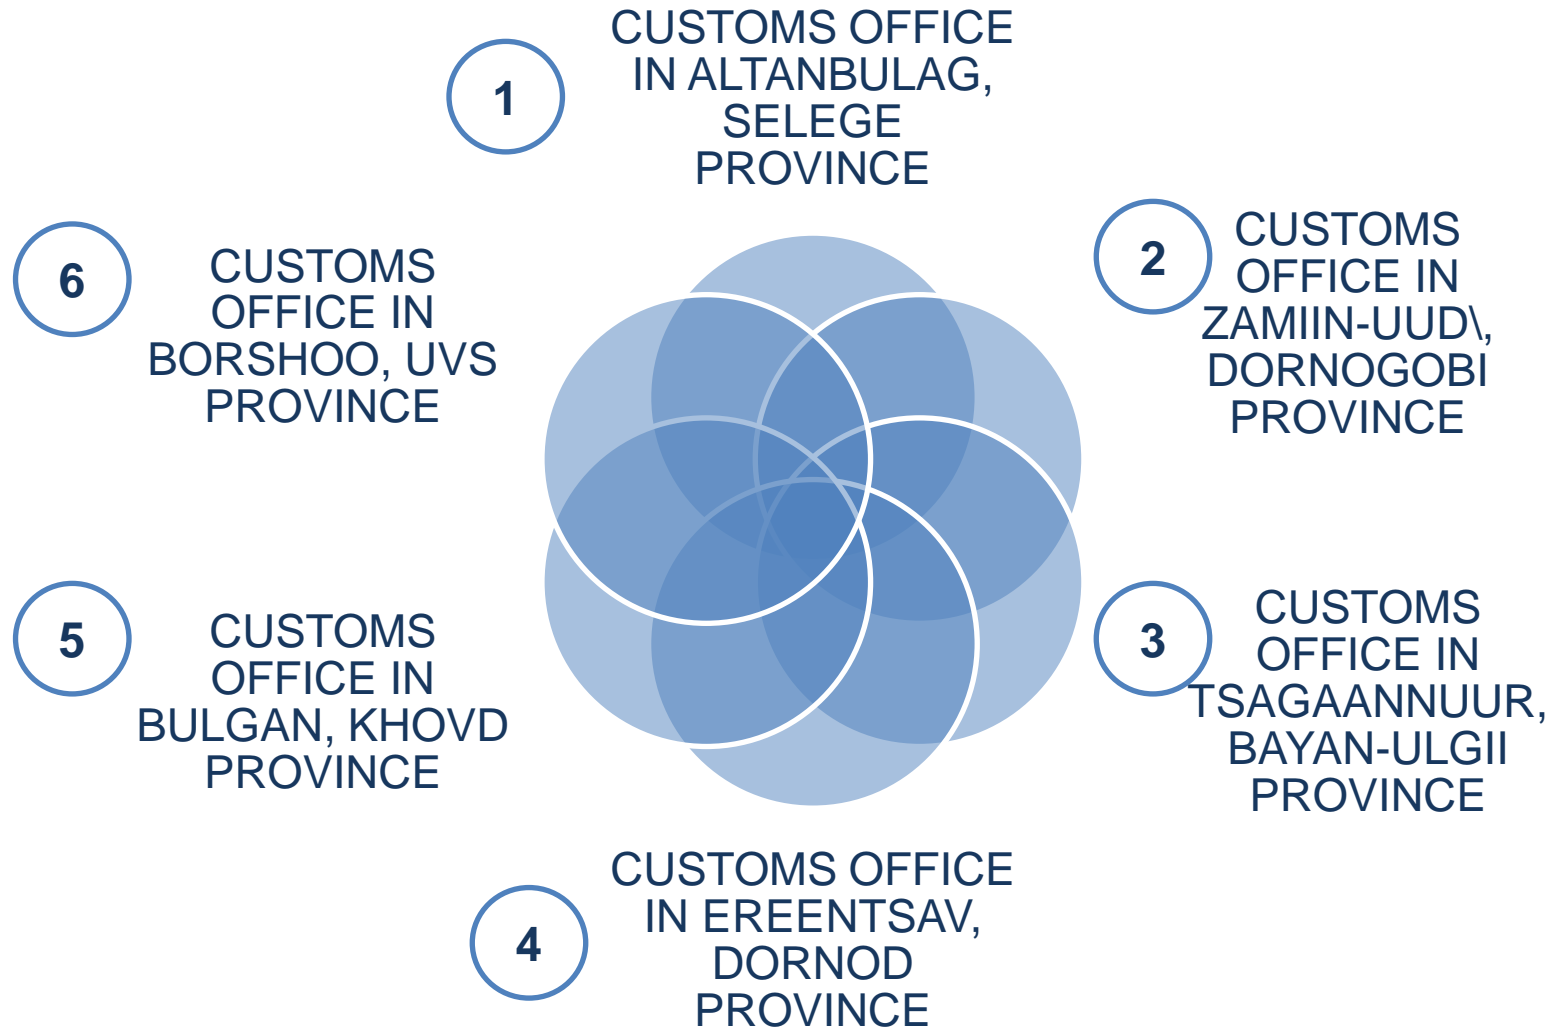 1
CUSTOMS OFFICE
IN ALTANBULAG,
SELEGE
PROVINCE
2
CUSTOMS
OFFICE IN
ZAMIIN-UUD\,
DORNOGOBI
PROVINCE
3
CUSTOMS
OFFICE IN
TSAGAANNUUR,
BAYAN-ULGII
PROVINCE
4
CUSTOMS OFFICE
IN EREENTSAV,
DORNOD
PROVINCE
5
CUSTOMS
OFFICE IN
BULGAN, KHOVD
PROVINCE
6
CUSTOMS
OFFICE IN
BORSHOO, UVS
PROVINCE